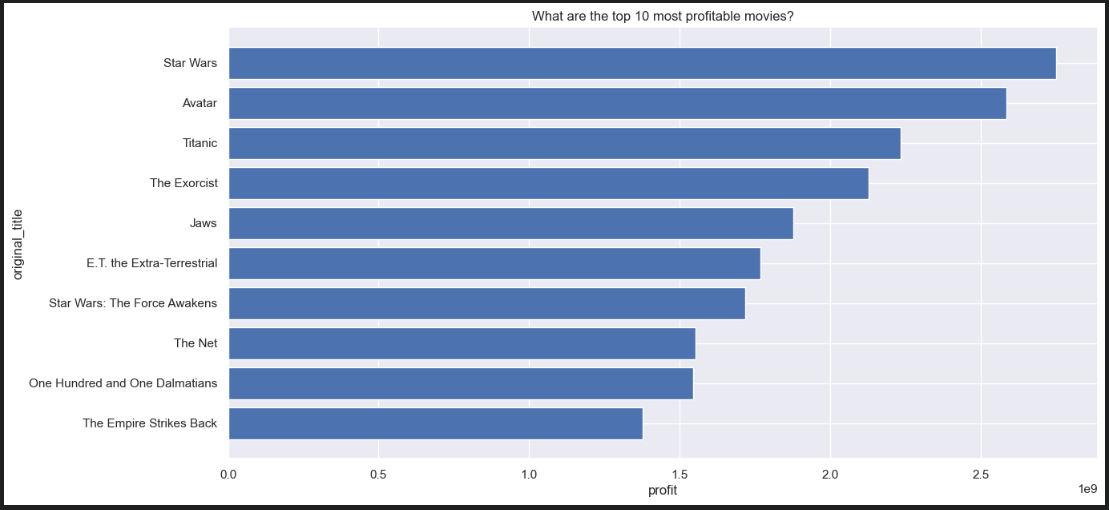 What are the top 10 most profitable movies?
original_title
Star Wars
Avatar
Titanic
The Exorcist
Jaws
E.T. the Extra-Terrestrial
Star Wars: The Force Awakens
The Net
One Hundred and One Dalmatians
The Empire Strikes Back
0.0 0.5 1.0 1.5 2.0 2.5
1e9
profit